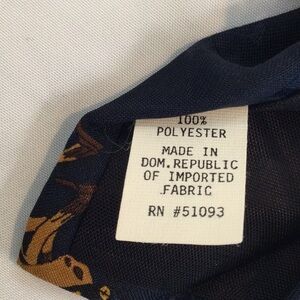 100%
POLYESTER
MADE IN
DOM.REPUBLIC
OF IMPORTED
FABRIC
RN #51093